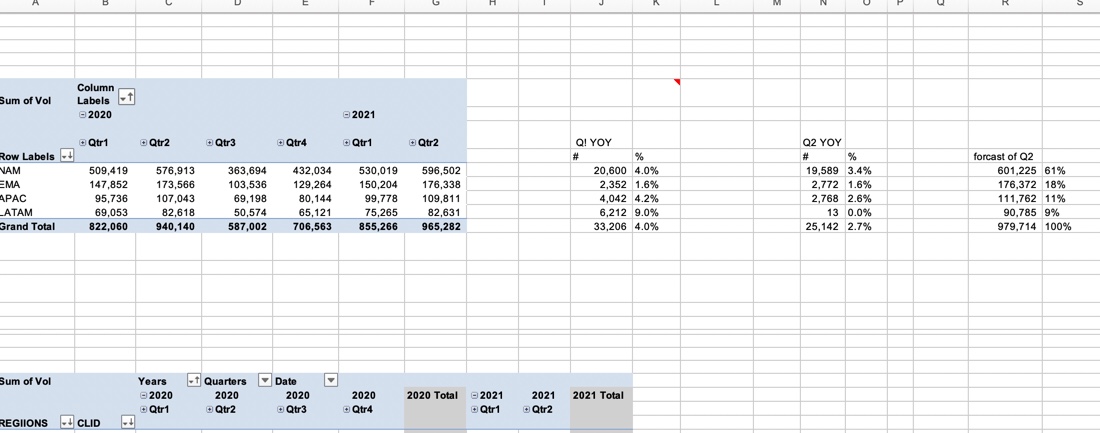 A B C D E F G H I J K L M N O P Q R S
Column
Sum of Vol Labels
2020 2021
Qtr1 Qtr2 Qtr3 Qtr4 Qtr1 Qtr2 Q! YOY Q2 YOY
Row Labels # % # % forcast of Q2
NAM 509,419 576,913 363,694 432,034 530,019 596,502 20,600 4.0% 19,589 3.4% 601,225 61%
EMA 147,852 173,566 103,536 129,264 150,204 176,338 2,352 1.6% 2,772 1.6% 176,372 18%
APAC 95,736 107,043 69,198 80,144 99,778 109,811 4,042 4.2% 2,768 2.6% 111,762 11%
LATAM 69,053 82,618 50,574 65,121 75,265 82,631 6,212 9.0% 13 0.0% 90,785 9%
Grand Total 822,060 940,140 587,002 706,563 855,266 965,282 33,206 4.0% 25,142 2.7% 979,714 100%
Sum of Vol Years Quarters Date
2020 2020 2020 2020 2020 Total 2021 2021 2021 Total
Qtr1 Qtr2 Qtr3 Qtr4 Qtr1 Qtr2
REGIIONS CLID